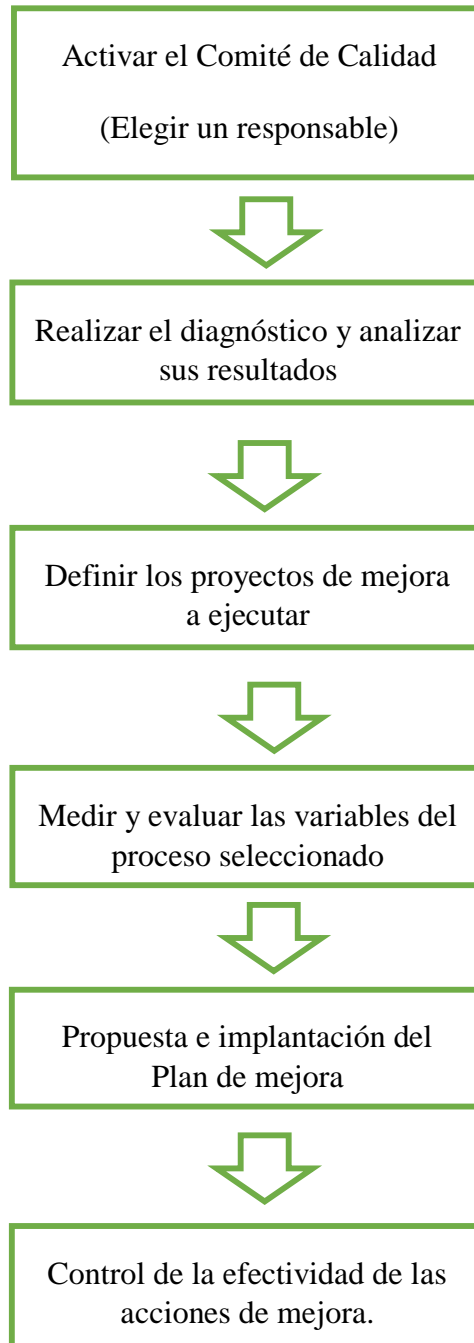 Activar el Comité de Calidad
(Elegir un responsable)
Realizar el diagnóstico y analizar
sus resultados
Definir los proyectos de mejora
a ejecutar
Medir y evaluar las variables del
proceso seleccionado
Propuesta e implantación del
Plan de mejora
Control de la efectividad de las
acciones de mejora.